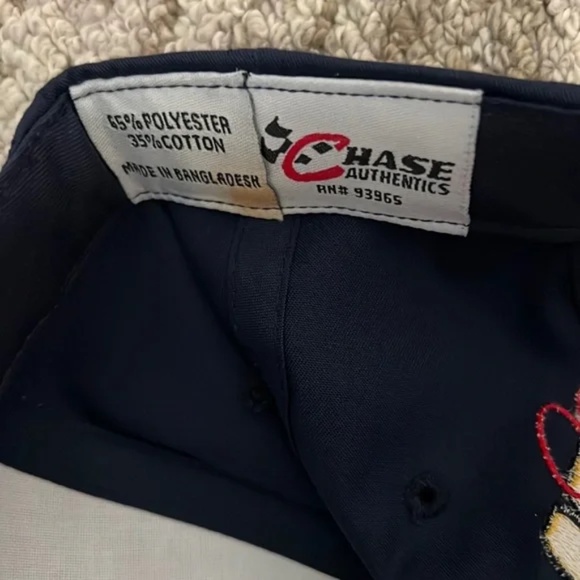 65% POLYESTER
35% COTTON
MADE IN BANGLADESH
CHASE
AUTHENTICS
RN# 93965